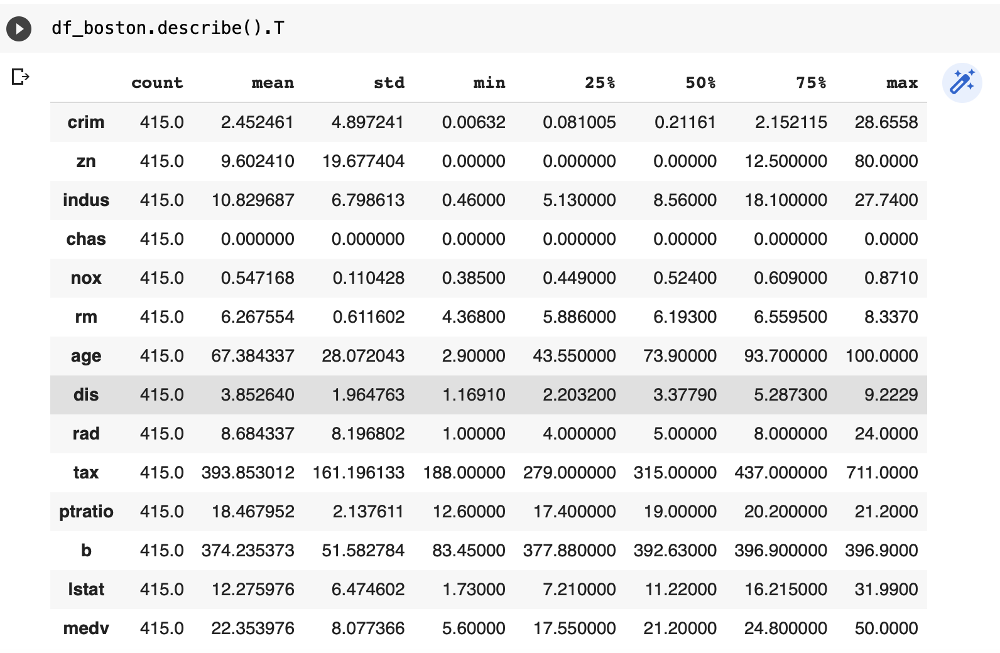 df_boston.describe().T
count mean std min 25% 50% 75% max
crim 415.0 2.452461 4.897241 0.00632 0.081005 0.21161 2.152115 28.6558
zn 415.0 9.602410 19.677404 0.00000 0.000000 0.00000 12.500000 80.0000
indus 415.0 10.829687 6.798613 0.46000 5.130000 8.56000 18.100000 27.7400
chas 415.0 0.000000 0.000000 0.00000 0.000000 0.00000 0.000000 0.0000
nox 415.0 0.547168 0.110428 0.38500 0.449000 0.52400 0.609000 0.8710
rm 415.0 6.267554 0.611602 4.36800 5.886000 6.19300 6.559500 8.3370
age 415.0 67.384337 28.072043 2.90000 43.550000 73.90000 93.700000 100.0000
dis 415.0 3.852640 1.964763 1.16910 2.203200 3.37790 5.287300 9.2229
rad 415.0 8.684337 8.196802 1.00000 4.000000 5.00000 8.000000 24.0000
tax 415.0 393.853012 161.196133 188.00000 279.000000 315.00000 437.000000 711.0000
ptratio 415.0 18.467952 2.137611 12.60000 17.400000 19.00000 20.200000 21.2000
b 415.0 374.235373 51.582784 83.45000 377.880000 392.63000 396.900000 396.9000
lstat 415.0 12.275976 6.474602 1.73000 7.210000 11.22000 16.215000 31.9900
medv 415.0 22.353976 8.077366 5.60000 17.550000 21.20000 24.800000 50.0000